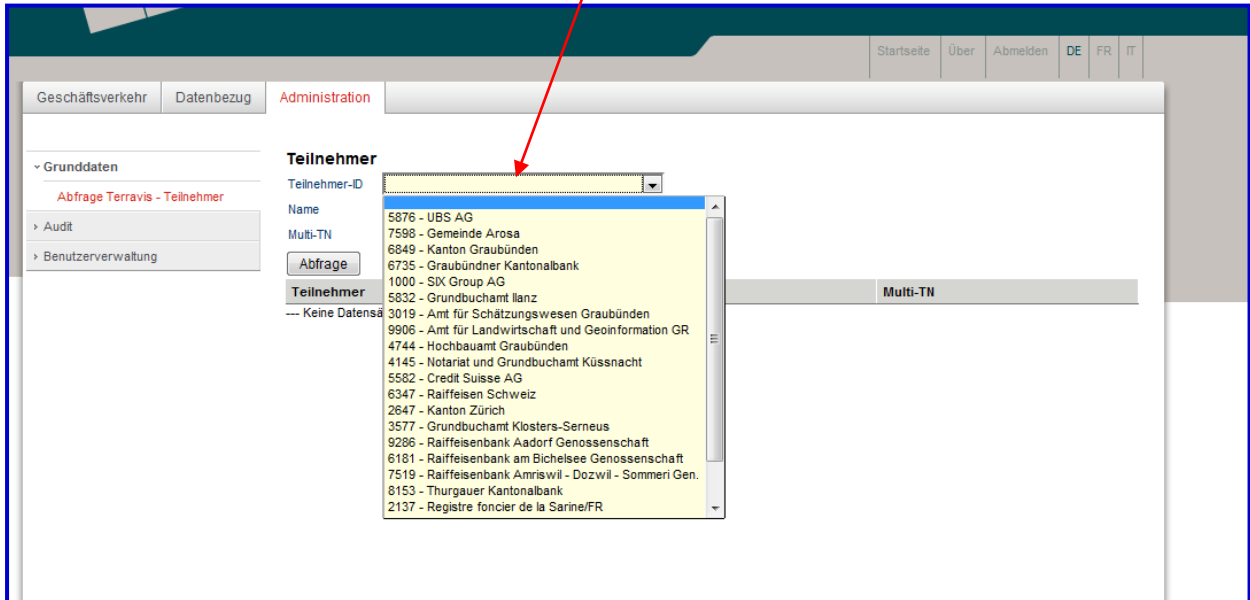 Startseite Über Abmelden DE FR IT
Geschäftsverkehr Datenbezug Administration
Grunddaten
Abfrage Terravis - Teilnehmer
Audit
Benutzerverwaltung
Teilnehmer
Teilnehmer-ID
Name
Multi-TN
Abfrage
Teilnehmer Multi-TN
--- Keine Datensä
5876 - UBS AG
7598 - Gemeinde Arosa
6849 - Kanton Graubünden
6735 - Graubündner Kantonalbank
1000 - SIX Group AG
5832 - Grundbuchamt Ilanz
3019 - Amt für Schätzungswesen Graubünden
9906 - Amt für Landwirtschaft und Geoinformation GR
4744 - Hochbauamt Graubünden
4145 - Notariat und Grundbuchamt Küssnacht
5582 - Credit Suisse AG
6347 - Raiffeisen Schweiz
2647 - Kanton Zürich
3577 - Grundbuchamt Klosters-Serneus
9286 - Raiffeisenbank Aadorf Genossenschaft
6181 - Raiffeisenbank am Bichelsee Genossenschaft
7519 - Raiffeisenbank Amriswil - Dozwil - Sommeri Gen.
8153 - Thurgauer Kantonalbank
2137 - Registre foncier de la Sarine/FR